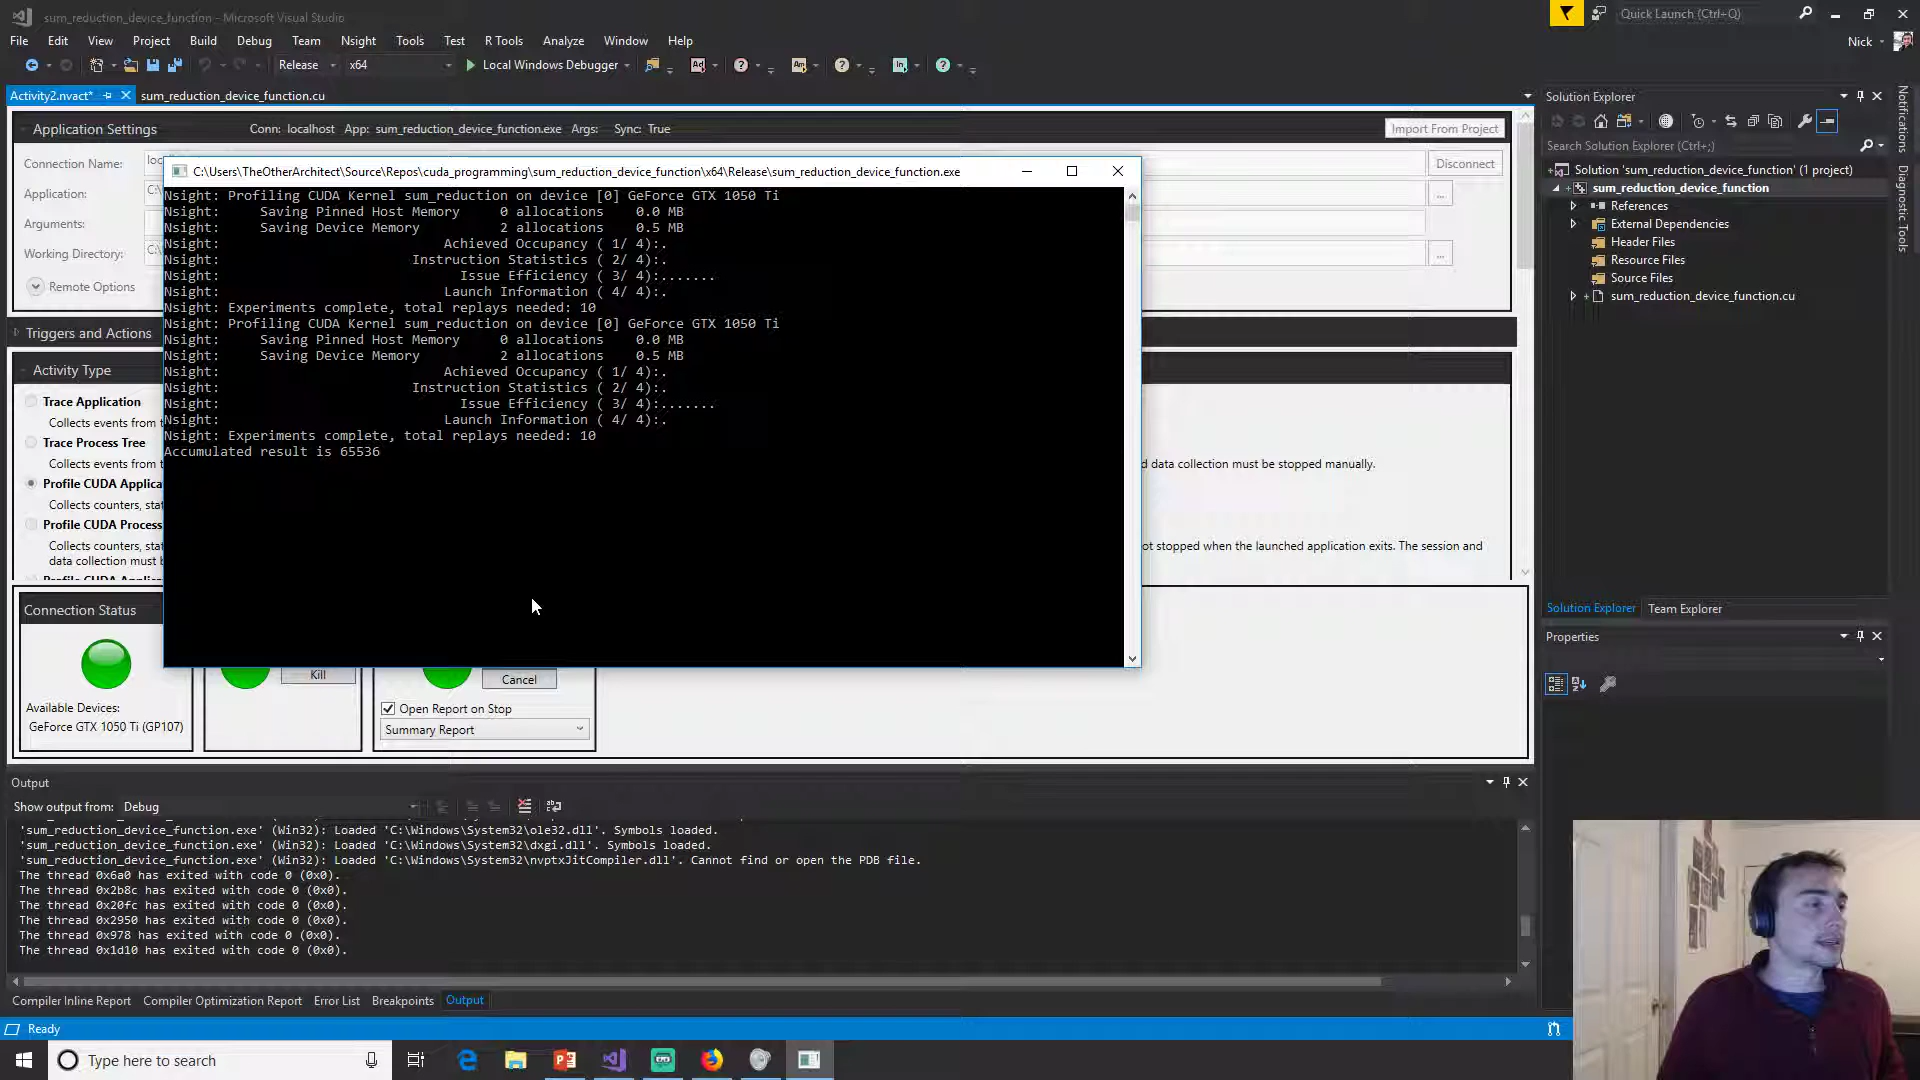 sum_reduction_device_function - Microsoft Visual Studio
Quick Launch (Ctrl+Q)
File Edit View Project Build Debug Team Nsight Tools Test R Tools Analyze Window Help
Nick
Release x64 Local Windows Debugger
Activity2.nvact* sum_reduction_device_function.cu
Solution Explorer
Application Settings Conn: localhost App: sum_reduction_device_function.exe Args: Sync: True Import From Project
Connection Name: loc
Disconnect
Application: C:\
Arguments:
Working Directory: C:\
Remote Options
Triggers and Actions
Activity Type
Trace Application
Collects events from t
Trace Process Tree
Collects events from t
Profile CUDA Applica
Collects counters, stat
Profile CUDA Process
Collects counters, stat
data collection must b
C:\Users\TheOtherArchitect\Source\Repos\cuda_programming\sum_reduction_device_function\x64\Release\sum_reduction_device_function.exe
Nsight: Profiling CUDA Kernel sum_reduction on device [0] GeForce GTX 1050 Ti
Nsight: Saving Pinned Host Memory 0 allocations 0.0 MB
Nsight: Saving Device Memory 2 allocations 0.5 MB
Nsight: Achieved Occupancy ( 1/ 4):.
Nsight: Instruction Statistics ( 2/ 4):.
Nsight: Issue Efficiency ( 3/ 4):.......
Nsight: Launch Information ( 4/ 4):.
Nsight: Experiments complete, total replays needed: 10
Nsight: Profiling CUDA Kernel sum_reduction on device [0] GeForce GTX 1050 Ti
Nsight: Saving Pinned Host Memory 0 allocations 0.0 MB
Nsight: Saving Device Memory 2 allocations 0.5 MB
Nsight: Achieved Occupancy ( 1/ 4):.
Nsight: Instruction Statistics ( 2/ 4):.
Nsight: Issue Efficiency ( 3/ 4):.......
Nsight: Launch Information ( 4/ 4):.
Nsight: Experiments complete, total replays needed: 10
Accumulated result is 65536
d data collection must be stopped manually.
ot stopped when the launched application exits. The session and
Connection Status
Available Devices:
GeForce GTX 1050 Ti (GP107)
Kill
Cancel
Open Report on Stop
Summary Report
Search Solution Explorer (Ctrl+;)
Solution 'sum_reduction_device_function' (1 project)
sum_reduction_device_function
References
External Dependencies
Header Files
Resource Files
Source Files
sum_reduction_device_function.cu
Solution Explorer Team Explorer
Properties
Notifications
Diagnostic Tools
Output
Show output from: Debug
'sum_reduction_device_function.exe' (Win32): Loaded 'C:\Windows\System32\ole32.dll'. Symbols loaded.
'sum_reduction_device_function.exe' (Win32): Loaded 'C:\Windows\System32\dxgi.dll'. Symbols loaded.
'sum_reduction_device_function.exe' (Win32): Loaded 'C:\Windows\System32\nvptxJitCompiler.dll'. Cannot find or open the PDB file.
The thread 0x6a0 has exited with code 0 (0x0).
The thread 0x2b8c has exited with code 0 (0x0).
The thread 0x20fc has exited with code 0 (0x0).
The thread 0x2950 has exited with code 0 (0x0).
The thread 0x978 has exited with code 0 (0x0).
The thread 0x1d10 has exited with code 0 (0x0).
Compiler Inline Report Compiler Optimization Report Error List Breakpoints Output
Ready
Type here to search